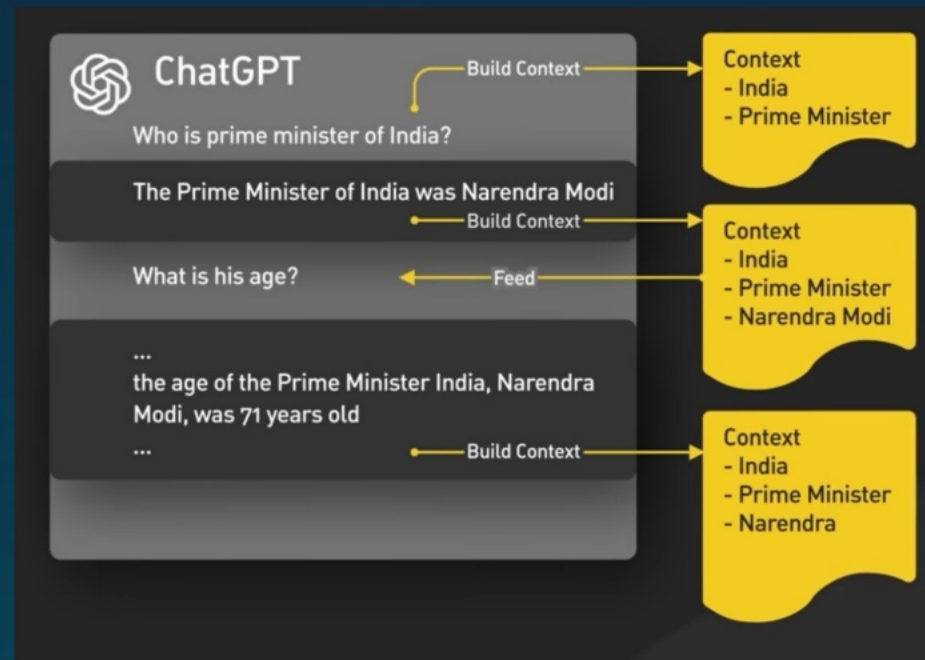 ChatGPT
Build Context
Context
- India
- Prime Minister
Who is prime minister of India?
The Prime Minister of India was Narendra Modi
Build Context
Context
- India
- Prime Minister
- Narendra Modi
What is his age?
Feed
...
the age of the Prime Minister India, Narendra
Modi, was 71 years old
...
Build Context
Context
- India
- Prime Minister
- Narendra